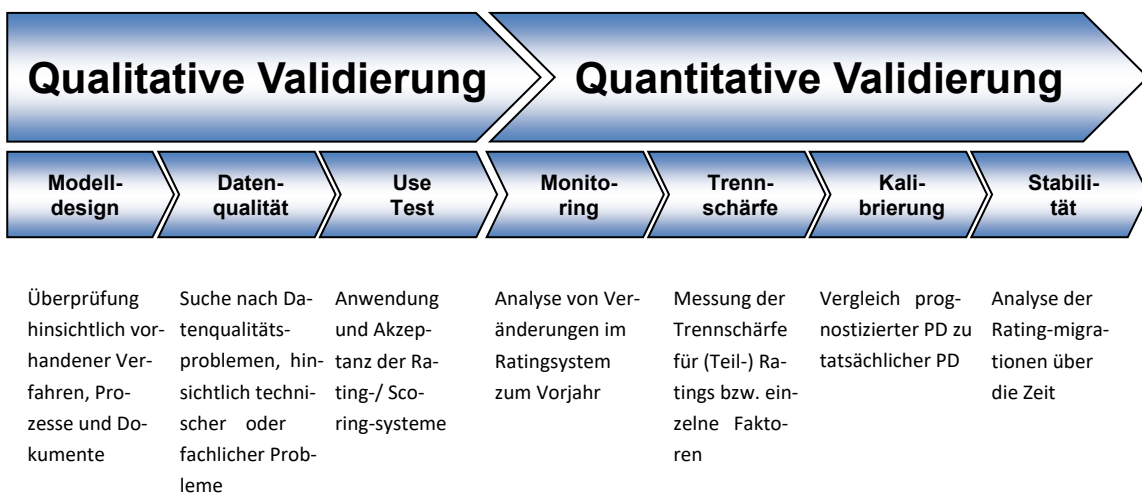 Qualitative Validierung
Quantitative Validierung
Modell-
design
Daten-
qualität
Use
Test
Monito-
ring
Trenn-
schärfe
Kali-
brierung
Stabili-
tät
Überprüfung
hinsichtlich vor-
handener Ver-
fahren, Pro-
zesse und Do-
kumente
Suche nach Da-
tenqualitäts-
problemen, hin-
sichtlich techni-
scher oder
fachlicher Prob-
leme
Anwendung
und Akzep-
tanz der Ra-
ting-/ Sco-
ring-systeme
Analyse von Ver-
änderungen im
Ratingsystem
zum Vorjahr
Messung der
Trennschärfe
für (Teil-) Ra-
tings bzw. ein-
zelne Fakto-
ren
Vergleich prog-
nostizierter PD zu
tatsächlicher PD
Analyse der
Rating-migra-
tionen über
die Zeit